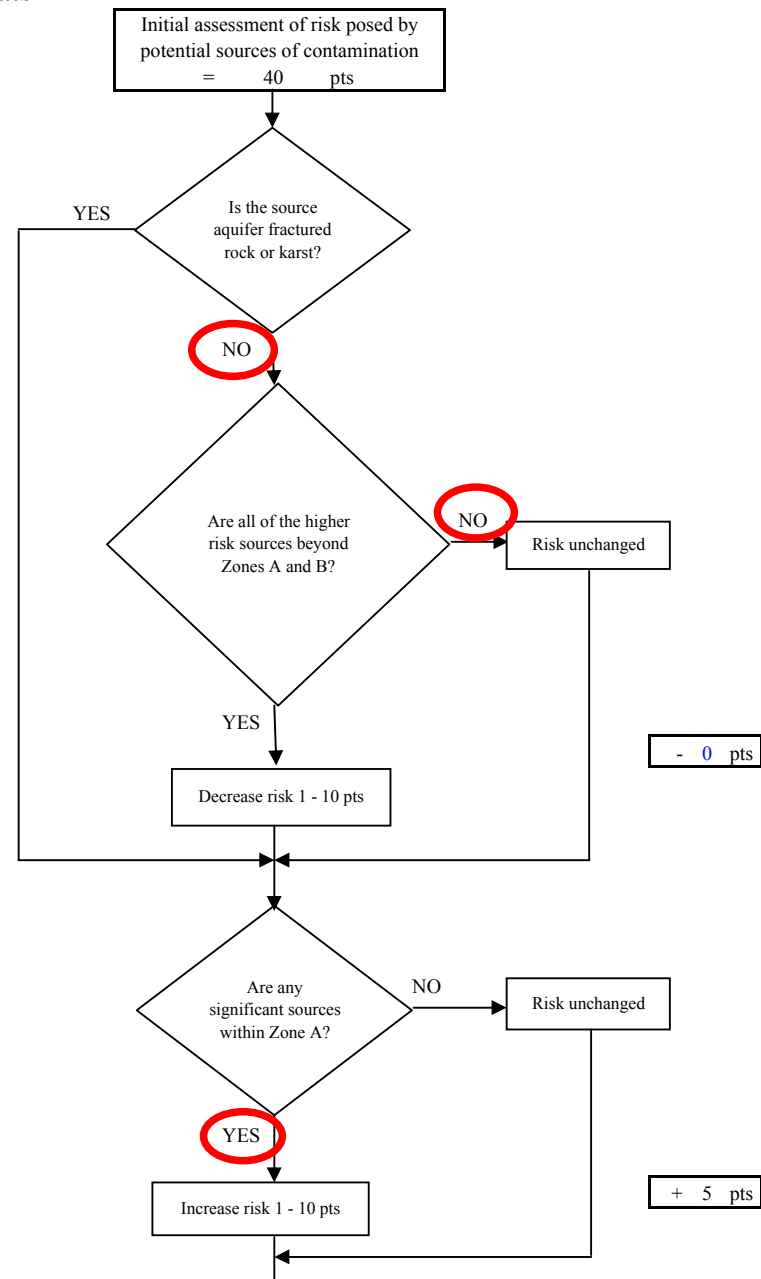 Initial assessment of risk posed by
potential sources of contamination
= 40 pts
YES
Is the source
aquifer fractured
rock or karst?
NO
Are all of the higher
risk sources beyond
Zones A and B?
NO
Risk unchanged
YES
- 0 pts
Decrease risk 1 - 10 pts
Are any
significant sources
within Zone A?
NO
Risk unchanged
YES
+ 5 pts
Increase risk 1 - 10 pts